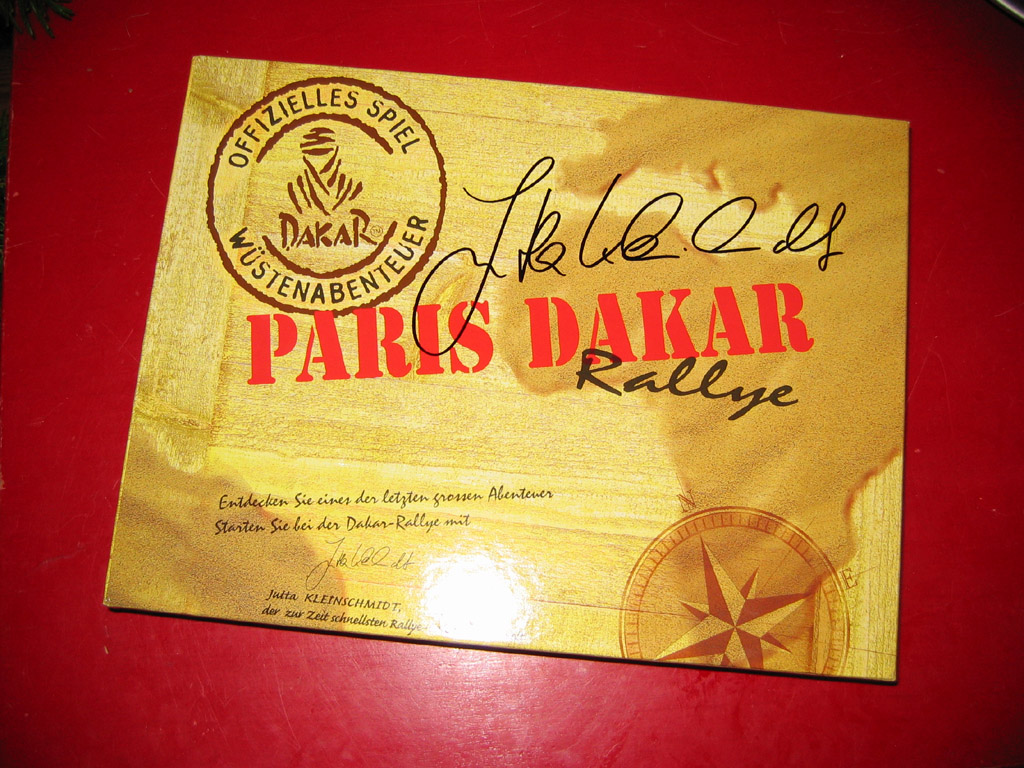 OFFIZIELLES SPIEL
DAKAR
WÜSTENABENTEUER
PARIS DAKAR
Rallye
Entdecken Sie eines der letzten grossen Abenteuer
Starten Sie bei der Dakar-Rallye mit
Jutta KLEINSCHMIDT,
der zur Zeit schnellsten Rallye-
N
E